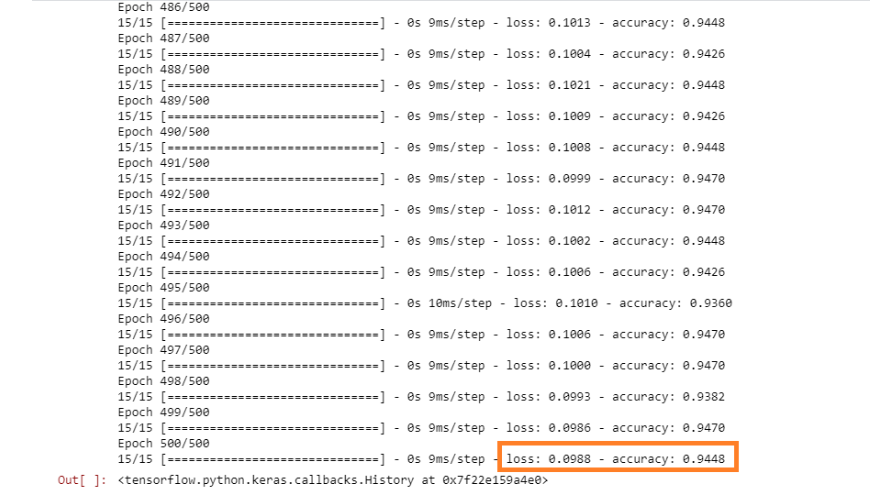 Epoch 486/500
15/15 [==============================] - 0s 9ms/step - loss: 0.1013 - accuracy: 0.9448
Epoch 487/500
15/15 [==============================] - 0s 9ms/step - loss: 0.1004 - accuracy: 0.9426
Epoch 488/500
15/15 [==============================] - 0s 9ms/step - loss: 0.1021 - accuracy: 0.9448
Epoch 489/500
15/15 [==============================] - 0s 9ms/step - loss: 0.1009 - accuracy: 0.9426
Epoch 490/500
15/15 [==============================] - 0s 9ms/step - loss: 0.1008 - accuracy: 0.9448
Epoch 491/500
15/15 [==============================] - 0s 9ms/step - loss: 0.0999 - accuracy: 0.9470
Epoch 492/500
15/15 [==============================] - 0s 9ms/step - loss: 0.1012 - accuracy: 0.9470
Epoch 493/500
15/15 [==============================] - 0s 9ms/step - loss: 0.1002 - accuracy: 0.9448
Epoch 494/500
15/15 [==============================] - 0s 9ms/step - loss: 0.1006 - accuracy: 0.9426
Epoch 495/500
15/15 [==============================] - 0s 10ms/step - loss: 0.1010 - accuracy: 0.9360
Epoch 496/500
15/15 [==============================] - 0s 9ms/step - loss: 0.1006 - accuracy: 0.9470
Epoch 497/500
15/15 [==============================] - 0s 9ms/step - loss: 0.1000 - accuracy: 0.9470
Epoch 498/500
15/15 [==============================] - 0s 9ms/step - loss: 0.0993 - accuracy: 0.9382
Epoch 499/500
15/15 [==============================] - 0s 9ms/step - loss: 0.0986 - accuracy: 0.9470
Epoch 500/500
15/15 [==============================] - 0s 9ms/step - loss: 0.0988 - accuracy: 0.9448
Out[ ]: <tensorflow.python.keras.callbacks.History at 0x7f22e159a4e0>